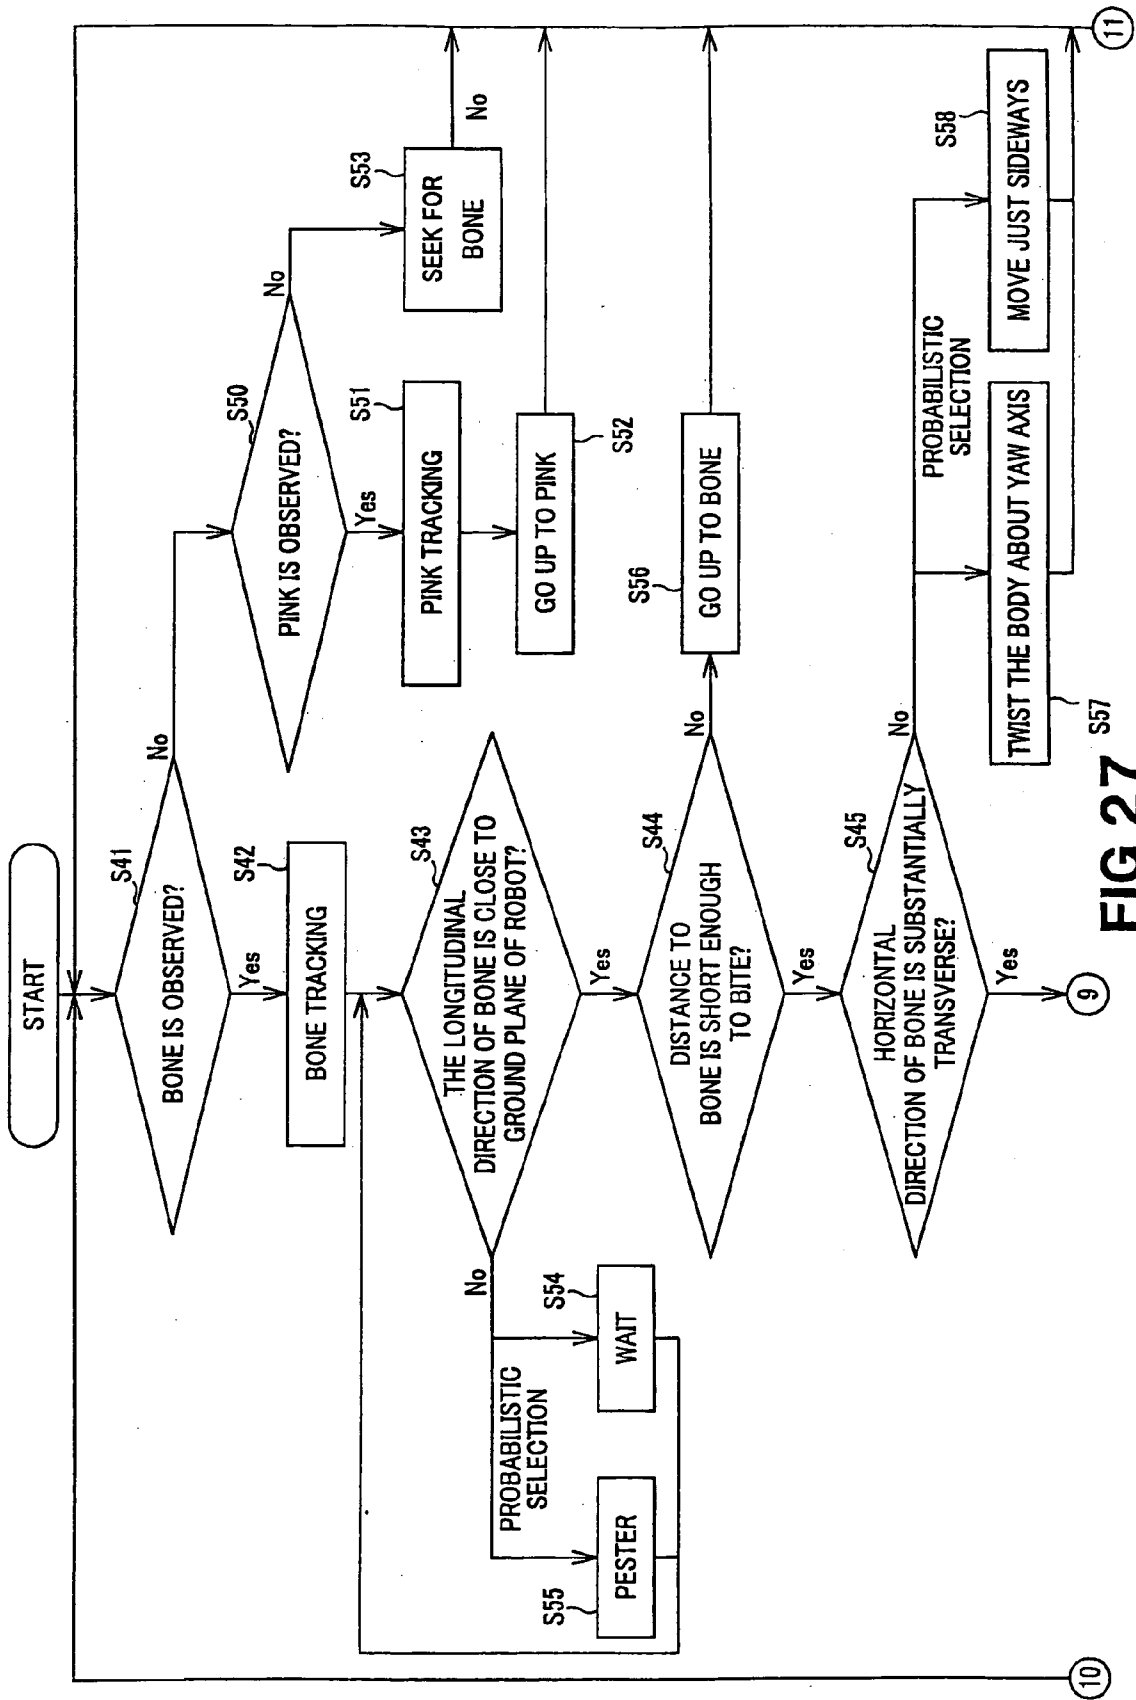 START
S41
BONE IS OBSERVED?
No
Yes
S42
BONE TRACKING
S43
THE LONGITUDINAL
DIRECTION OF BONE IS CLOSE TO
GROUND PLANE OF ROBOT?
No
Yes
PROBABILISTIC
SELECTION
S54
WAIT
S55
PESTER
S44
DISTANCE TO
BONE IS SHORT ENOUGH
TO BITE?
No
Yes
S45
HORIZONTAL
DIRECTION OF BONE IS SUBSTANTIALLY
TRANSVERSE?
No
Yes
9
10
S50
PINK IS OBSERVED?
No
Yes
S51
PINK TRACKING
S52
GO UP TO PINK
S53
SEEK FOR
BONE
No
S56
GO UP TO BONE
PROBABILISTIC
SELECTION
S57
TWIST THE BODY ABOUT YAW AXIS
S58
MOVE JUST SIDEWAYS
11
FIG 27